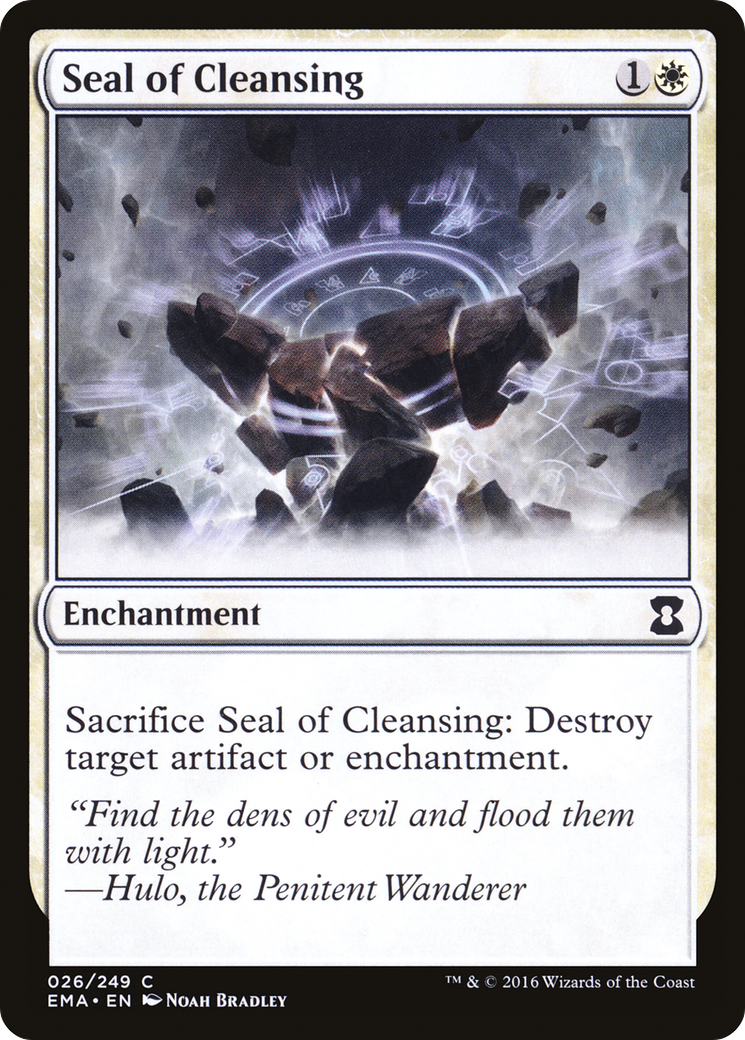 Seal of Cleansing 1
Enchantment
Sacrifice Seal of Cleansing: Destroy
target artifact or enchantment.
“Find the dens of evil and flood them
with light.”
—Hulo, the Penitent Wanderer
026/249 C
EMA • EN Noah Bradley
™ & © 2016 Wizards of the Coast